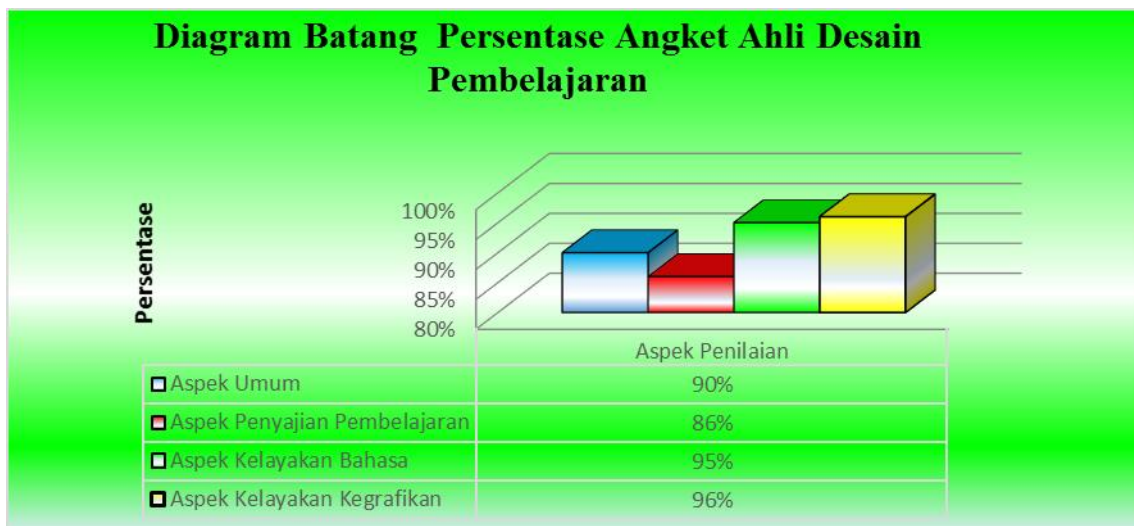 Diagram Batang Persentase Angket Ahli Desain
Pembelajaran
Persentase
100%
95%
90%
85%
80%
Aspek Penilaian
Aspek Umum 90%
Aspek Penyajian Pembelajaran 86%
Aspek Kelayakan Bahasa 95%
Aspek Kelayakan Kegrafikan 96%